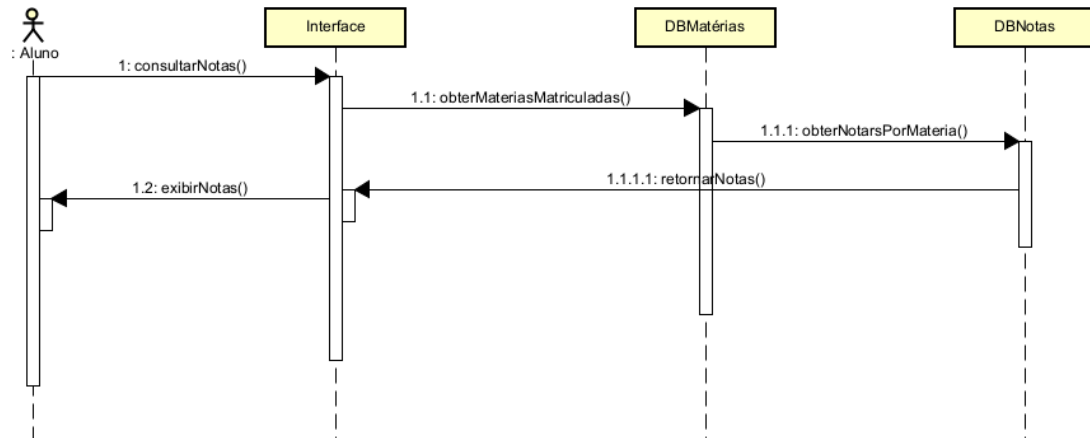 Interface
DBMatérias
DBNotas
: Aluno
1: consultarNotas()
1.1: obterMateriasMatriculadas()
1.1.1: obterNotarsPorMateria()
1.1.1.1: retornarNotas()
1.2: exibirNotas()